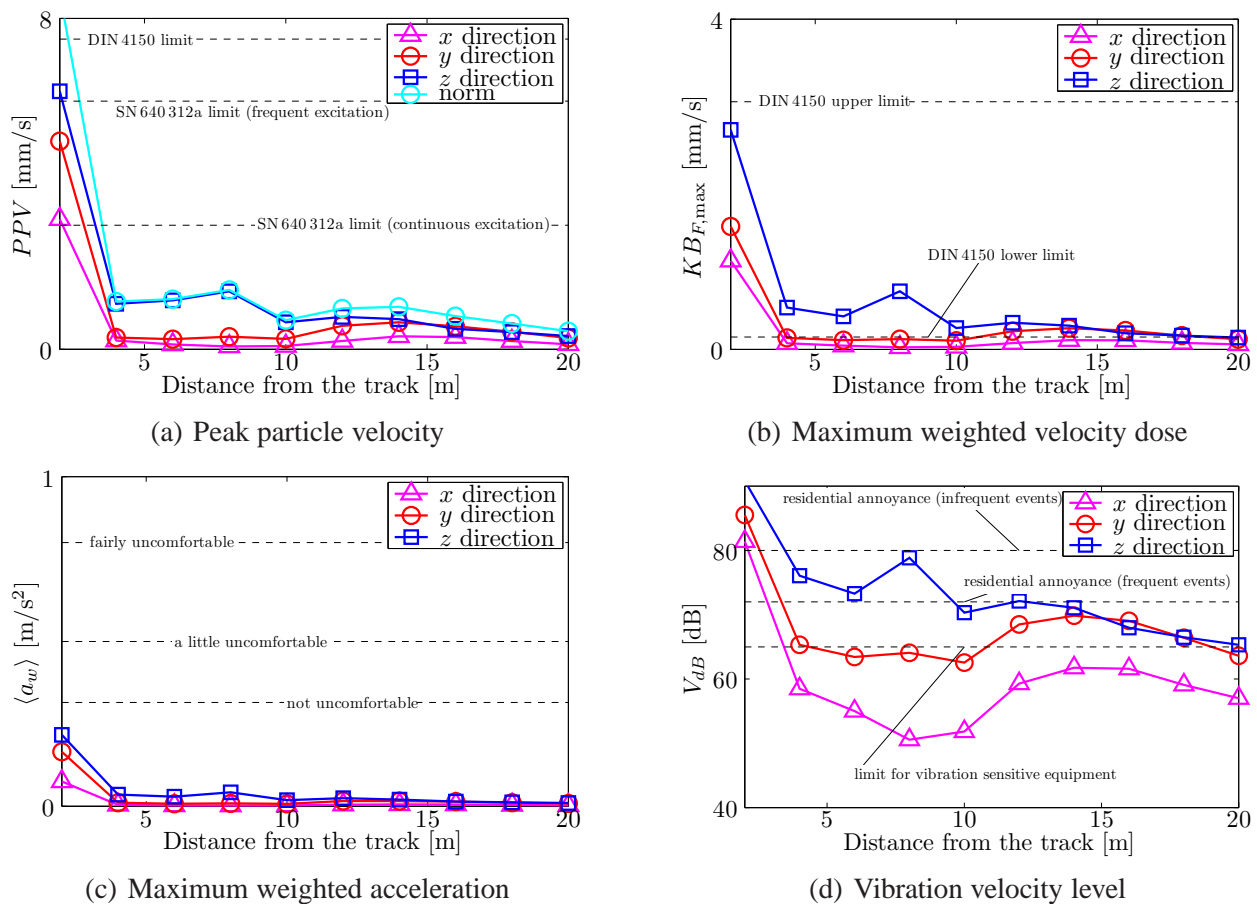 8
DIN 4150 limit
x direction
y direction
z direction
norm
SN 640 312a limit (frequent excitation)
SN 640 312a limit (continuous excitation)
PPV [mm/s]
0
5
10
15
20
Distance from the track [m]
(a) Peak particle velocity
4
x direction
y direction
z direction
DIN 4150 upper limit
DIN 4150 lower limit
KB_{F,max} [mm/s]
0
5
10
15
20
Distance from the track [m]
(b) Maximum weighted velocity dose
1
x direction
y direction
z direction
fairly uncomfortable
a little uncomfortable
not uncomfortable
⟨a_w⟩ [m/s²]
0
5
10
15
20
Distance from the track [m]
(c) Maximum weighted acceleration
residential annoyance (infrequent events)
x direction
y direction
z direction
80
residential annoyance (frequent events)
V_{dB} [dB]
60
limit for vibration sensitive equipment
40
5
10
15
20
Distance from the track [m]
(d) Vibration velocity level